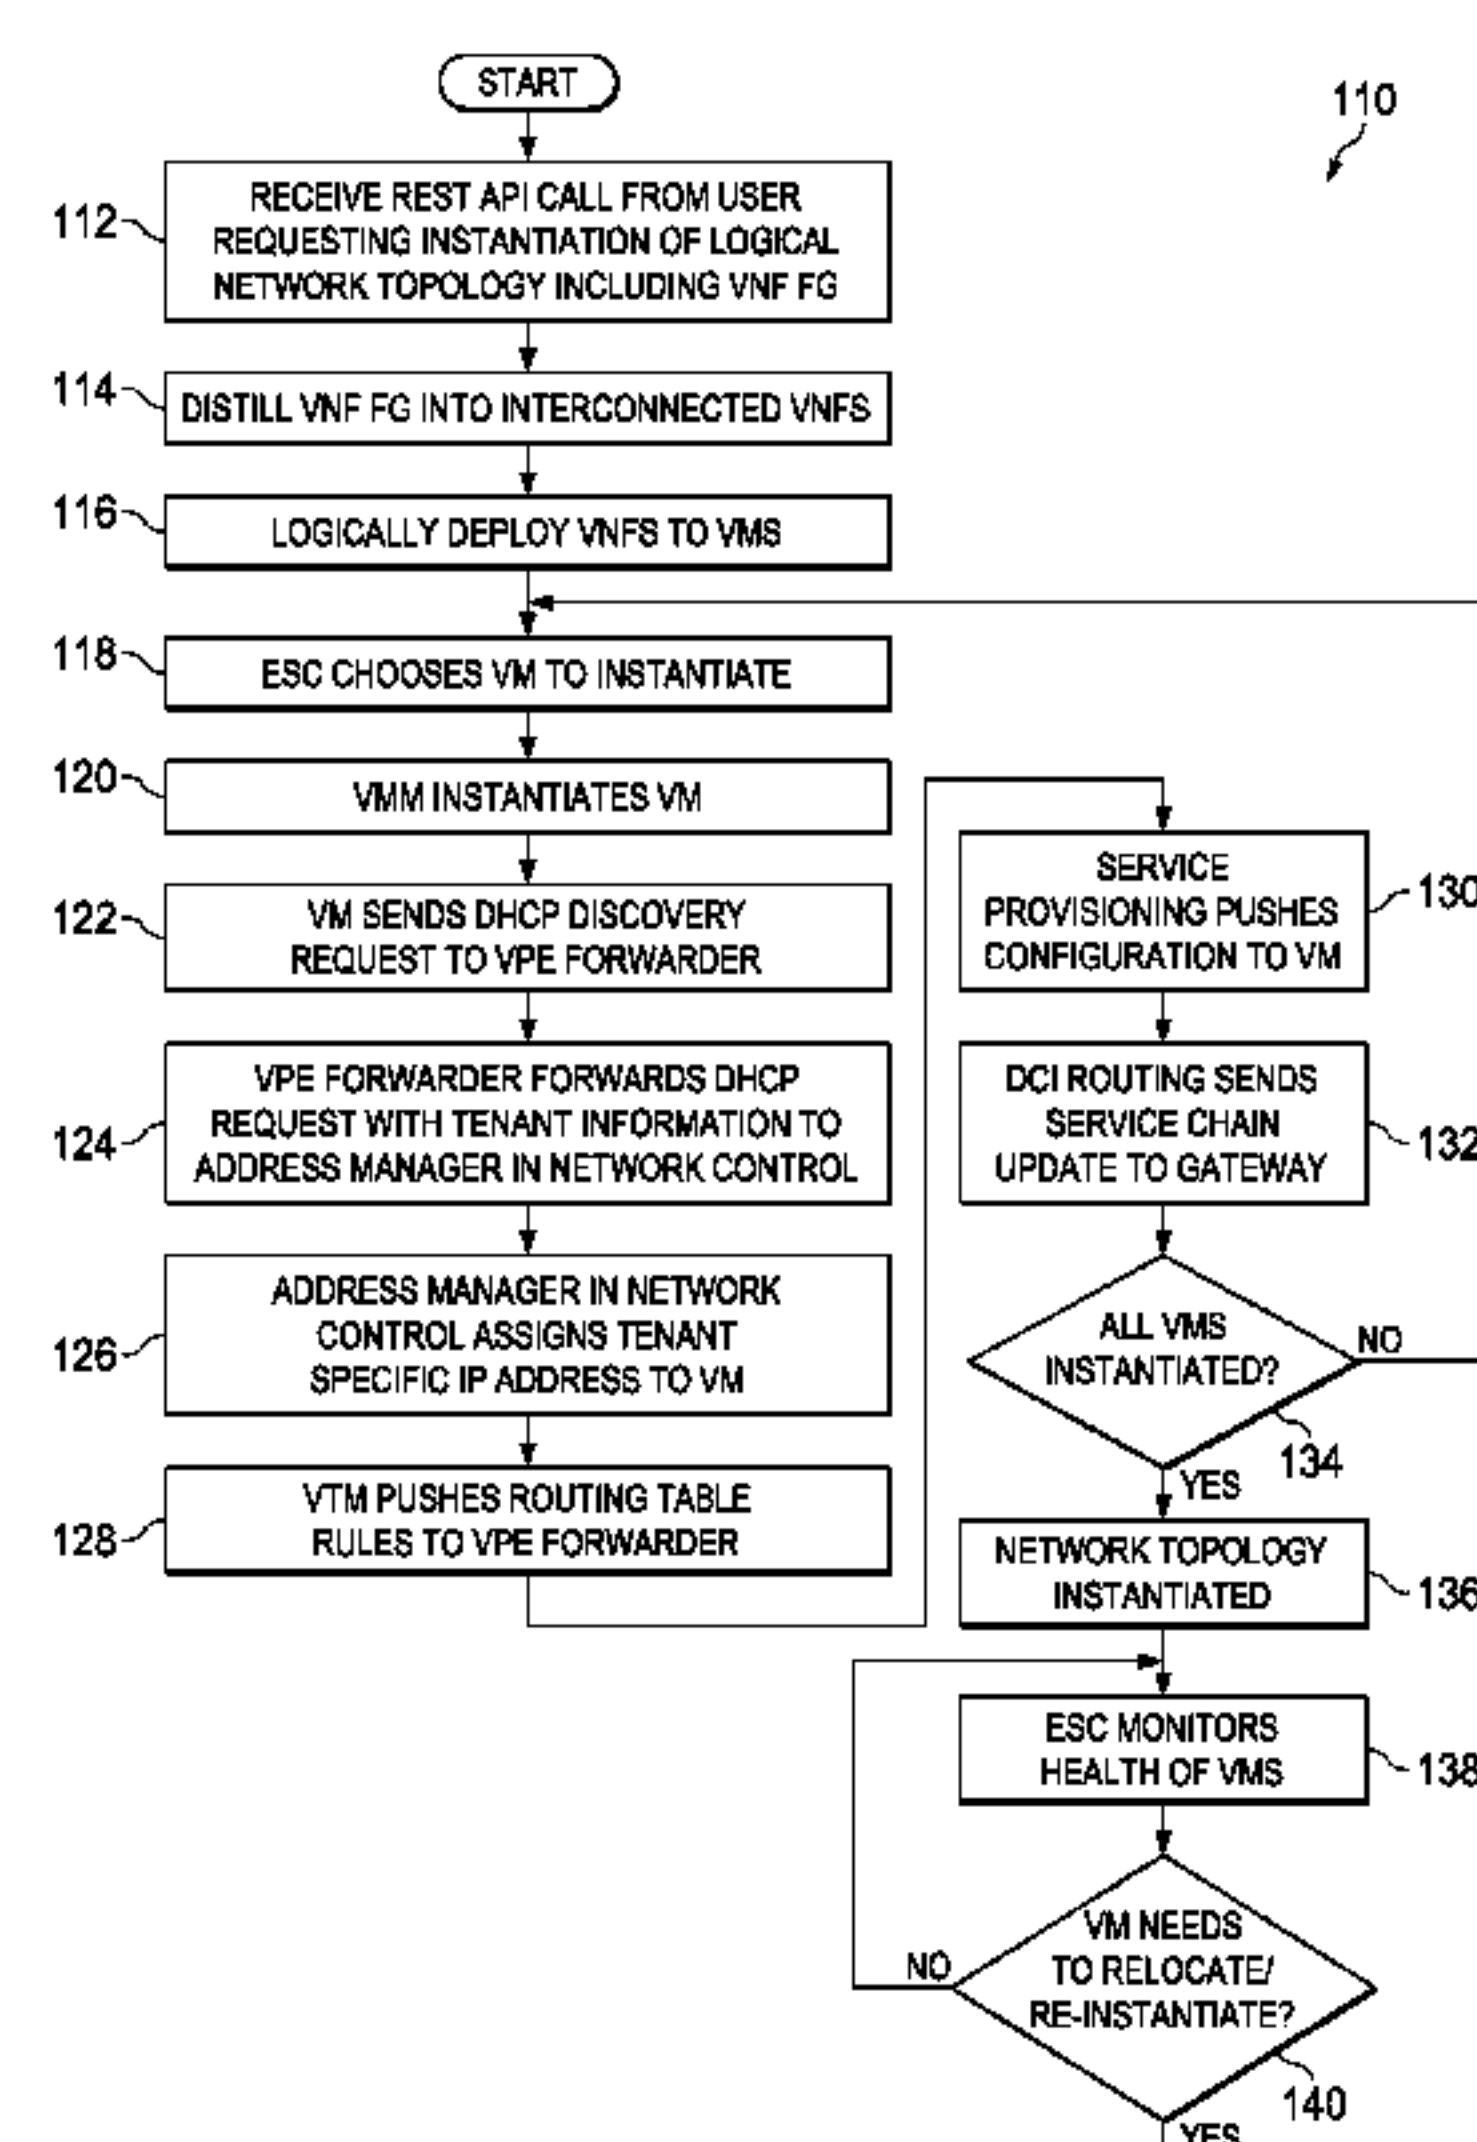 START
110
112
RECEIVE REST API CALL FROM USER
REQUESTING INSTANTIATION OF LOGICAL
NETWORK TOPOLOGY INCLUDING VNF FG
114
DISTILL VNF FG INTO INTERCONNECTED VNFS
116
LOGICALLY DEPLOY VNFS TO VMS
118
ESC CHOOSES VM TO INSTANTIATE
120
VMM INSTANTIATES VM
122
VM SENDS DHCP DISCOVERY
REQUEST TO VPE FORWARDER
124
VPE FORWARDER FORWARDS DHCP
REQUEST WITH TENANT INFORMATION TO
ADDRESS MANAGER IN NETWORK CONTROL
126
ADDRESS MANAGER IN NETWORK
CONTROL ASSIGNS TENANT
SPECIFIC IP ADDRESS TO VM
128
VTM PUSHES ROUTING TABLE
RULES TO VPE FORWARDER
SERVICE
PROVISIONING PUSHES
CONFIGURATION TO VM
130
DCI ROUTING SENDS
SERVICE CHAIN
UPDATE TO GATEWAY
132
ALL VMS
INSTANTIATED?
NO
134
YES
NETWORK TOPOLOGY
INSTANTIATED
136
ESC MONITORS
HEALTH OF VMS
138
VM NEEDS
TO RELOCATE/
RE-INSTANTIATE?
NO
140
YES